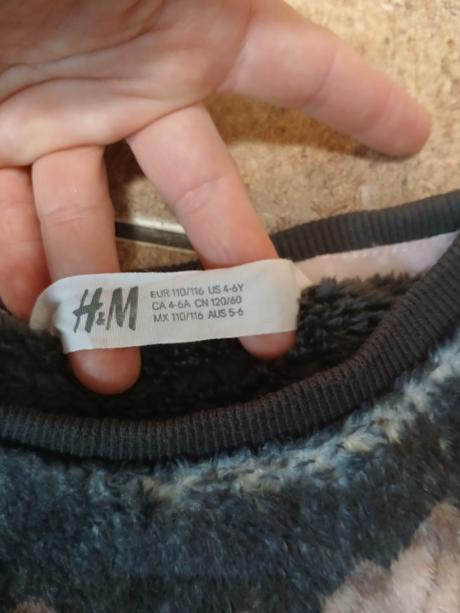 H&M
EUR 110/116 US 4-6Y
CA 4-6A CN 120/60
MX 110/116 AUS 5-6